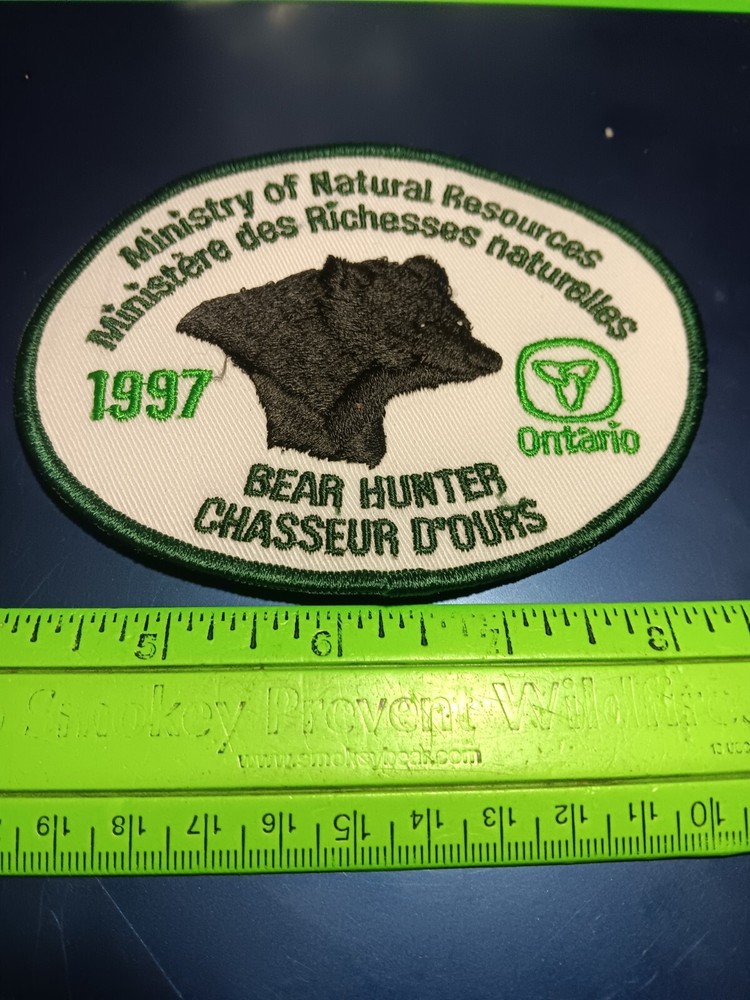 Ministry of Natural Resources
Ministère des Richesses naturelles
1997
Ontario
BEAR HUNTER
CHASSEUR D'OURS
5 6 7 8
Smokey Prevent Wildfires
www.smokeybear.com
19 18 17 16 15 14 13 12 11 10